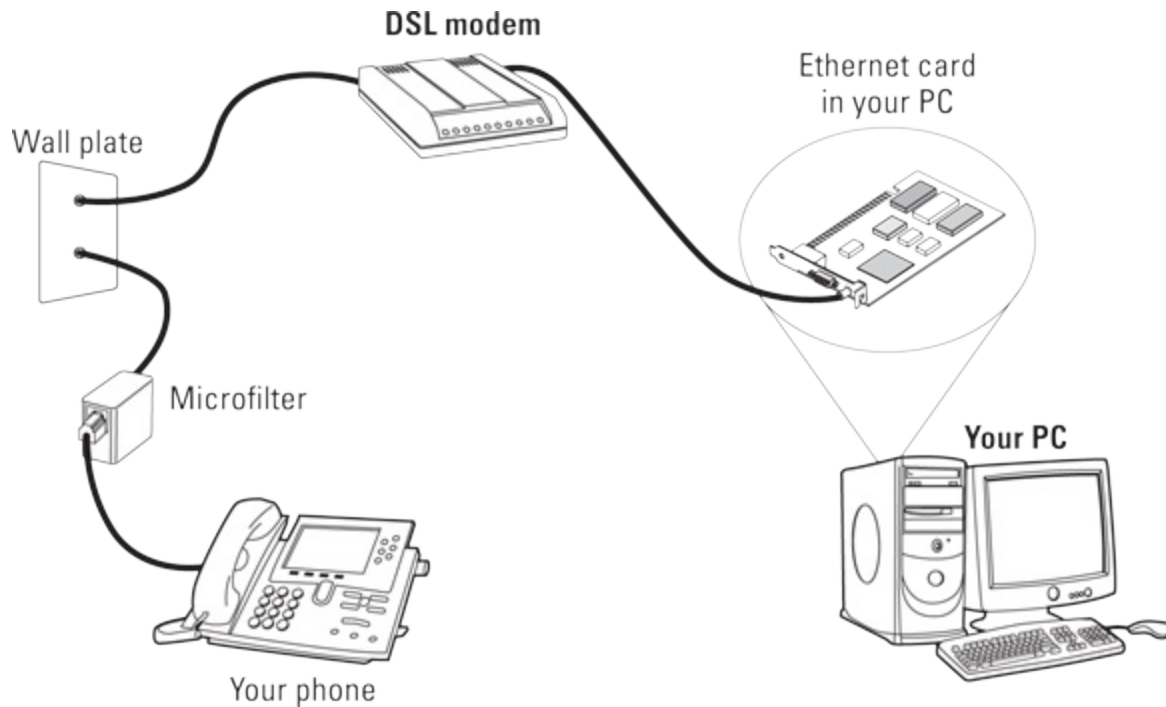 DSL modem
Ethernet card
in your PC
Wall plate
Microfilter
Your PC
Your phone